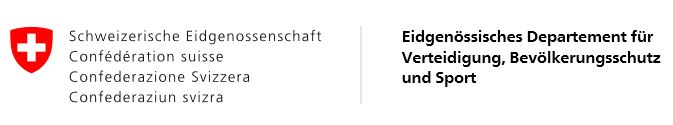 Schweizerische Eidgenossenschaft
Confédération suisse
Confederazione Svizzera
Confederaziun svizra
Eidgenössisches Departement für
Verteidigung, Bevölkerungsschutz
und Sport